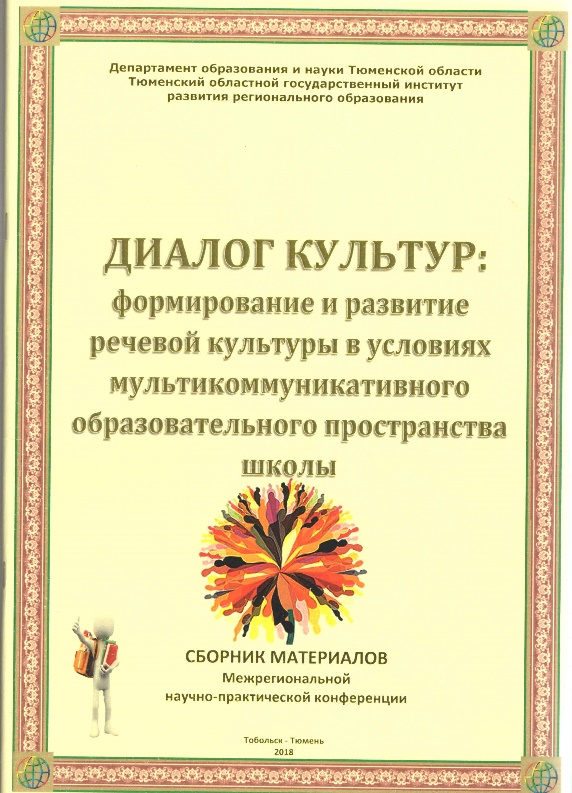 Департамент образования и науки Тюменской области
Тюменский областной государственный институт
развития регионального образования
ДИАЛОГ КУЛЬТУР:
формирование и развитие
речевой культуры в условиях
мультикоммуникативного
образовательного пространства
школы
СБОРНИК МАТЕРИАЛОВ
Межрегиональной
научно-практической конференции
Тобольск - Тюмень
2018